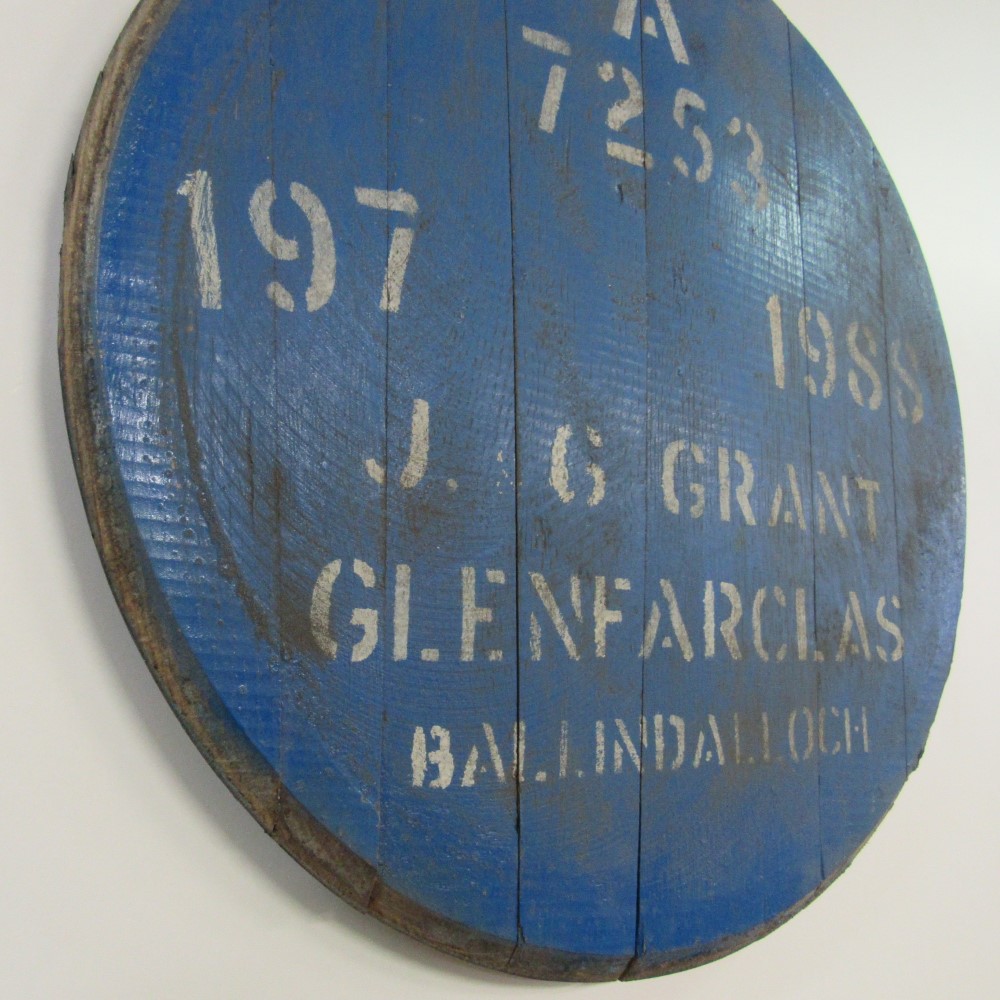 A
7253
197
1988
J. G GRANT
GLENFARCLAS
BALLINDALLOCH